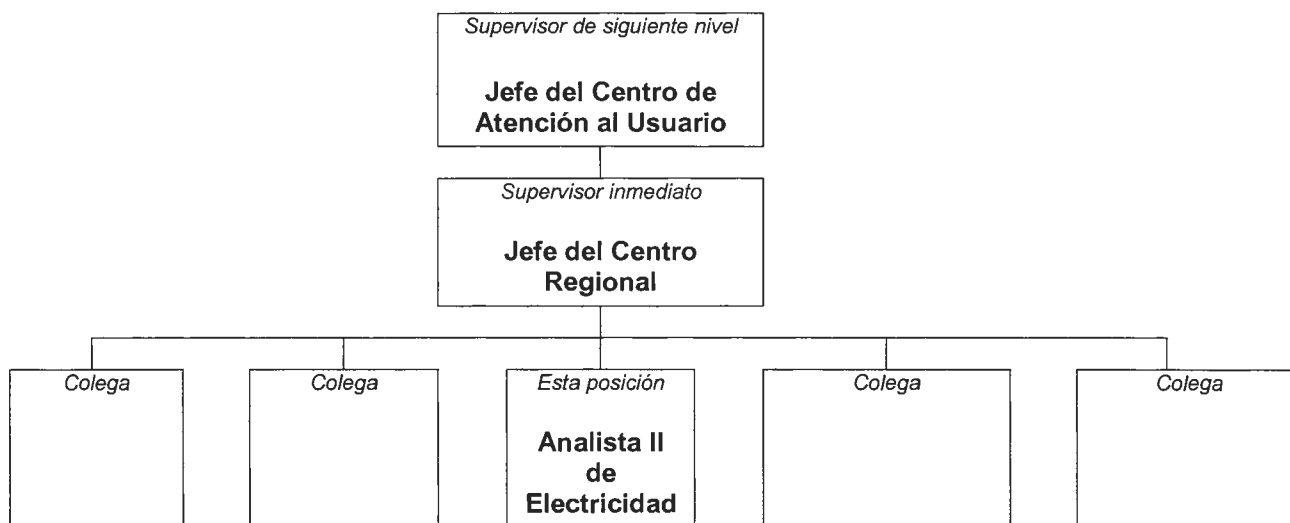 Supervisor de siguiente nivel
Jefe del Centro de
Atención al Usuario
Supervisor inmediato
Jefe del Centro
Regional
Colega
Colega
Esta posición
Analista II
de
Electricidad
Colega
Colega